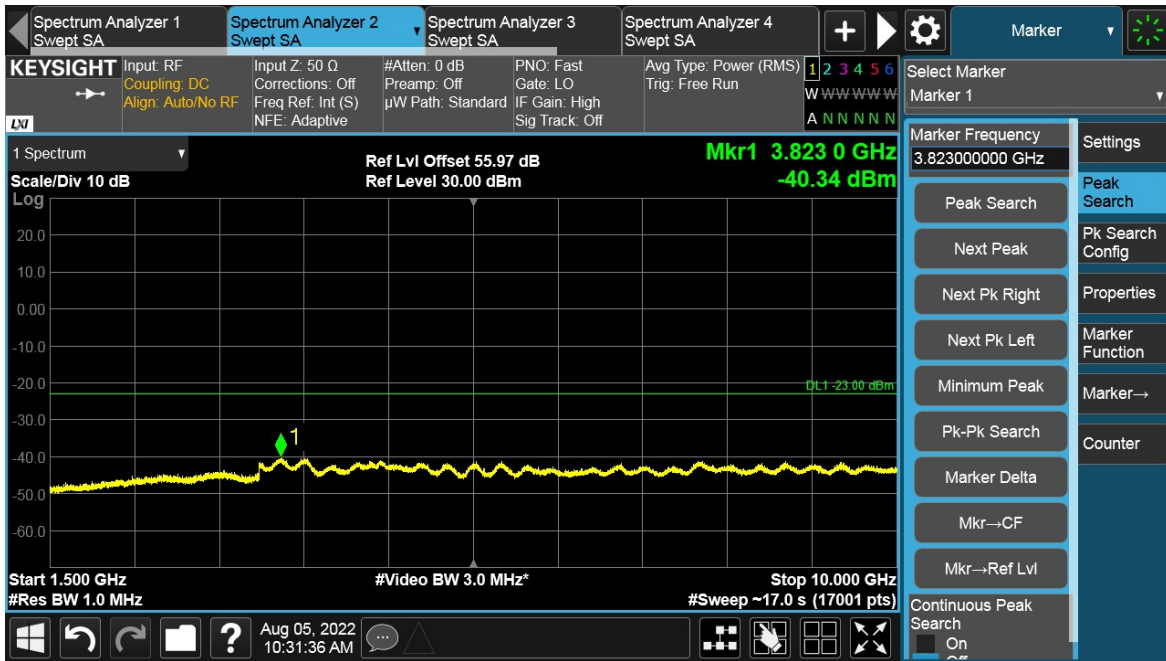 Spectrum Analyzer 1
Swept SA
Spectrum Analyzer 2
Swept SA
Spectrum Analyzer 3
Swept SA
Spectrum Analyzer 4
Swept SA
Marker
KEYSIGHT
LXI
Input: RF
Coupling: DC
Align: Auto/No RF
Input Z: 50 Ω
Corrections: Off
Freq Ref: Int (S)
NFE: Adaptive
#Atten: 0 dB
Preamp: Off
µW Path: Standard
PNO: Fast
Gate: LO
IF Gain: High
Sig Track: Off
Avg Type: Power (RMS)
Trig: Free Run
1 2 3 4 5 6
W W W W W W
A N N N N N
Select Marker
Marker 1
1 Spectrum
Scale/Div 10 dB
Log
Ref Lvl Offset 55.97 dB
Ref Level 30.00 dBm
Mkr1 3.823 0 GHz
-40.34 dBm
20.0
10.0
0.00
-10.0
-20.0
-30.0
-40.0
-50.0
-60.0
DL1 -23.00 dBm
1
Start 1.500 GHz
#Res BW 1.0 MHz
#Video BW 3.0 MHz*
Stop 10.000 GHz
#Sweep ~17.0 s (17001 pts)
Marker Frequency
3.823000000 GHz
Peak Search
Next Peak
Next Pk Right
Next Pk Left
Minimum Peak
Pk-Pk Search
Marker Delta
Mkr→CF
Mkr→Ref Lvl
Continuous Peak
Search
On
Off
Settings
Peak
Search
Pk Search
Config
Properties
Marker
Function
Marker→
Counter
?
Aug 05, 2022
10:31:36 AM